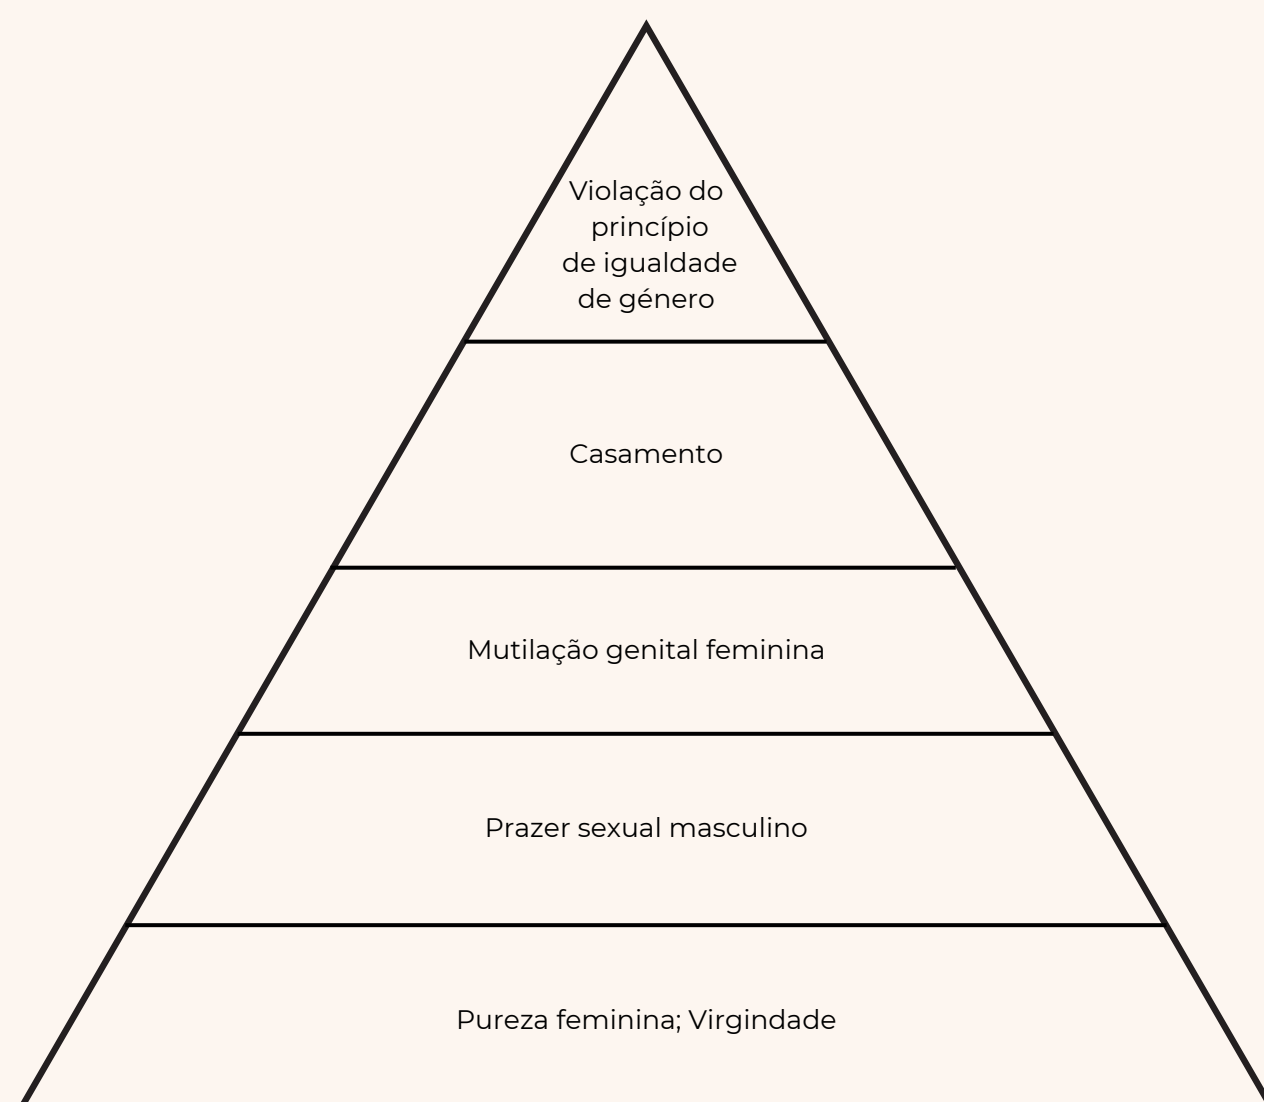 Violação do
princípio
de igualdade
de género
Casamento
Mutilação genital feminina
Prazer sexual masculino
Pureza feminina; Virgindade